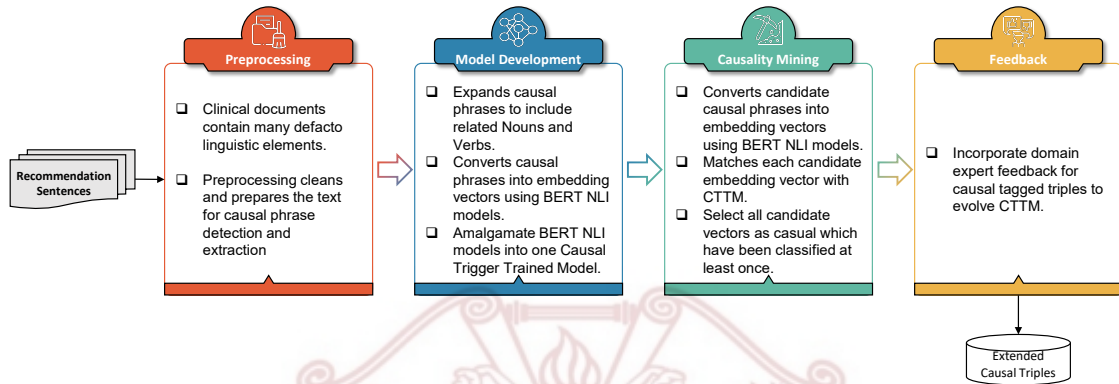 Recommendation
Sentences
Preprocessing
❑ Clinical documents
contain many defacto
linguistic elements.
❑ Preprocessing cleans
and prepares the text
for causal phrase
detection and
extraction
Model Development
❑ Expands causal
phrases to include
related Nouns and
Verbs.
❑ Converts causal
phrases into embedding
vectors using BERT NLI
models.
❑ Amalgamate BERT NLI
models into one Causal
Trigger Trained Model.
Causality Mining
❑ Converts candidate
causal phrases into
embedding vectors
using BERT NLI models.
❑ Matches each candidate
embedding vector with
CTTM.
❑ Select all candidate
vectors as casual which
have been classified at
least once.
Feedback
❑ Incorporate domain
expert feedback for
causal tagged triples to
evolve CTTM.
Extended
Causal Triples